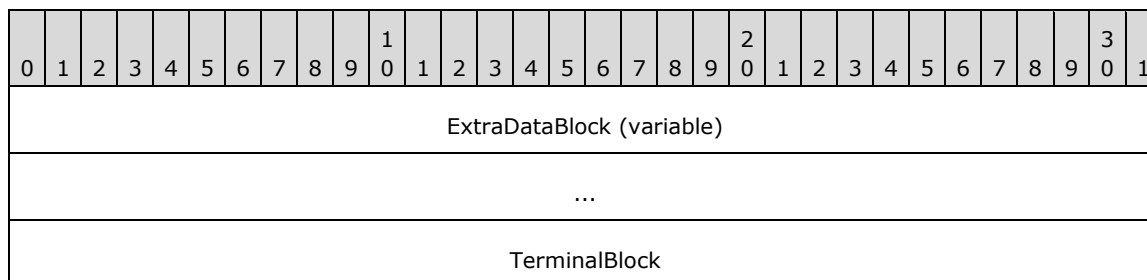 1 2 3
0 1 2 3 4 5 6 7 8 9 0 1 2 3 4 5 6 7 8 9 0 1 2 3 4 5 6 7 8 9 0 1
ExtraDataBlock (variable)
...
TerminalBlock